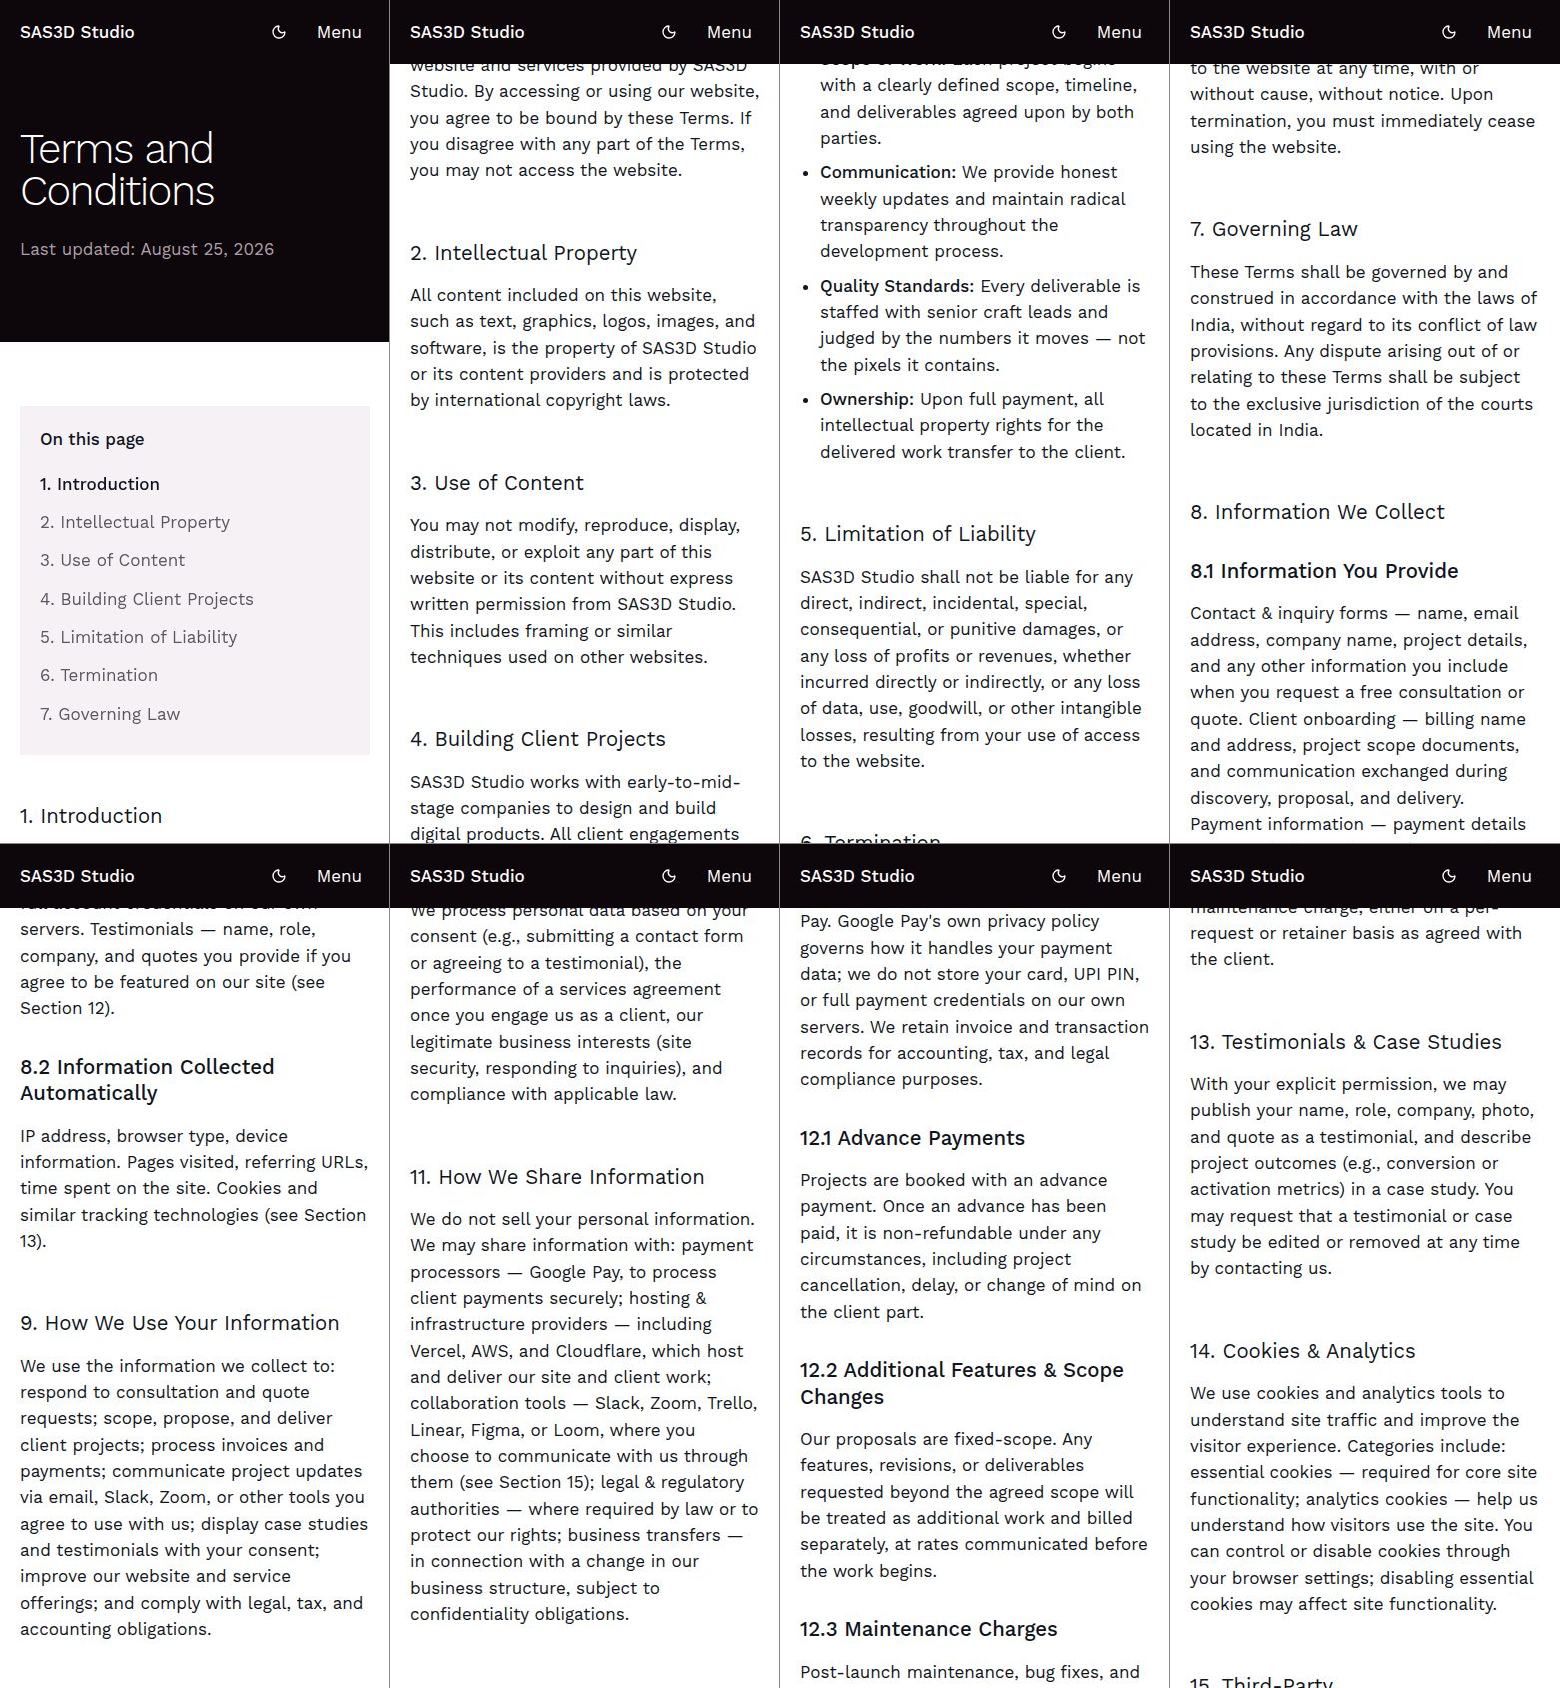 SAS3D Studio
Menu
Terms and
Conditions
Last updated: August 25, 2026
On this page
1. Introduction
2. Intellectual Property
3. Use of Content
4. Building Client Projects
5. Limitation of Liability
6. Termination
7. Governing Law
1. Introduction
SAS3D Studio
Menu
website and services provided by SAS3D
Studio. By accessing or using our website,
you agree to be bound by these Terms. If
you disagree with any part of the Terms,
you may not access the website.
2. Intellectual Property
All content included on this website,
such as text, graphics, logos, images, and
software, is the property of SAS3D Studio
or its content providers and is protected
by international copyright laws.
3. Use of Content
You may not modify, reproduce, display,
distribute, or exploit any part of this
website or its content without express
written permission from SAS3D Studio.
This includes framing or similar
techniques used on other websites.
4. Building Client Projects
SAS3D Studio works with early-to-mid-
stage companies to design and build
digital products. All client engagements
SAS3D Studio
Menu
Scope of Work: Each project begins
with a clearly defined scope, timeline,
and deliverables agreed upon by both
parties.
• Communication: We provide honest
weekly updates and maintain radical
transparency throughout the
development process.
• Quality Standards: Every deliverable is
staffed with senior craft leads and
judged by the numbers it moves — not
the pixels it contains.
• Ownership: Upon full payment, all
intellectual property rights for the
delivered work transfer to the client.
5. Limitation of Liability
SAS3D Studio shall not be liable for any
direct, indirect, incidental, special,
consequential, or punitive damages, or
any loss of profits or revenues, whether
incurred directly or indirectly, or any loss
of data, use, goodwill, or other intangible
losses, resulting from your use of access
to the website.
6. Termination
SAS3D Studio
Menu
to the website at any time, with or
without cause, without notice. Upon
termination, you must immediately cease
using the website.
7. Governing Law
These Terms shall be governed by and
construed in accordance with the laws of
India, without regard to its conflict of law
provisions. Any dispute arising out of or
relating to these Terms shall be subject
to the exclusive jurisdiction of the courts
located in India.
8. Information We Collect
8.1 Information You Provide
Contact & inquiry forms — name, email
address, company name, project details,
and any other information you include
when you request a free consultation or
quote. Client onboarding — billing name
and address, project scope documents,
and communication exchanged during
discovery, proposal, and delivery.
Payment information — payment details
SAS3D Studio
Menu
full account credentials on our own
servers. Testimonials — name, role,
company, and quotes you provide if you
agree to be featured on our site (see
Section 12).
8.2 Information Collected
Automatically
IP address, browser type, device
information. Pages visited, referring URLs,
time spent on the site. Cookies and
similar tracking technologies (see Section
13).
9. How We Use Your Information
We use the information we collect to:
respond to consultation and quote
requests; scope, propose, and deliver
client projects; process invoices and
payments; communicate project updates
via email, Slack, Zoom, or other tools you
agree to use with us; display case studies
and testimonials with your consent;
improve our website and service
offerings; and comply with legal, tax, and
accounting obligations.
SAS3D Studio
Menu
We process personal data based on your
consent (e.g., submitting a contact form
or agreeing to a testimonial), the
performance of a services agreement
once you engage us as a client, our
legitimate business interests (site
security, responding to inquiries), and
compliance with applicable law.
11. How We Share Information
We do not sell your personal information.
We may share information with: payment
processors — Google Pay, to process
client payments securely; hosting &
infrastructure providers — including
Vercel, AWS, and Cloudflare, which host
and deliver our site and client work;
collaboration tools — Slack, Zoom, Trello,
Linear, Figma, or Loom, where you
choose to communicate with us through
them (see Section 15); legal & regulatory
authorities — where required by law or to
protect our rights; business transfers —
in connection with a change in our
business structure, subject to
confidentiality obligations.
SAS3D Studio
Menu
Pay. Google Pay's own privacy policy
governs how it handles your payment
data; we do not store your card, UPI PIN,
or full payment credentials on our own
servers. We retain invoice and transaction
records for accounting, tax, and legal
compliance purposes.
12.1 Advance Payments
Projects are booked with an advance
payment. Once an advance has been
paid, it is non-refundable under any
circumstances, including project
cancellation, delay, or change of mind on
the client part.
12.2 Additional Features & Scope
Changes
Our proposals are fixed-scope. Any
features, revisions, or deliverables
requested beyond the agreed scope will
be treated as additional work and billed
separately, at rates communicated before
the work begins.
12.3 Maintenance Charges
Post-launch maintenance, bug fixes, and
SAS3D Studio
Menu
maintenance charge, either on a per-
request or retainer basis as agreed with
the client.
13. Testimonials & Case Studies
With your explicit permission, we may
publish your name, role, company, photo,
and quote as a testimonial, and describe
project outcomes (e.g., conversion or
activation metrics) in a case study. You
may request that a testimonial or case
study be edited or removed at any time
by contacting us.
14. Cookies & Analytics
We use cookies and analytics tools to
understand site traffic and improve the
visitor experience. Categories include:
essential cookies — required for core site
functionality; analytics cookies — help us
understand how visitors use the site. You
can control or disable cookies through
your browser settings; disabling essential
cookies may affect site functionality.
15. Third-Party